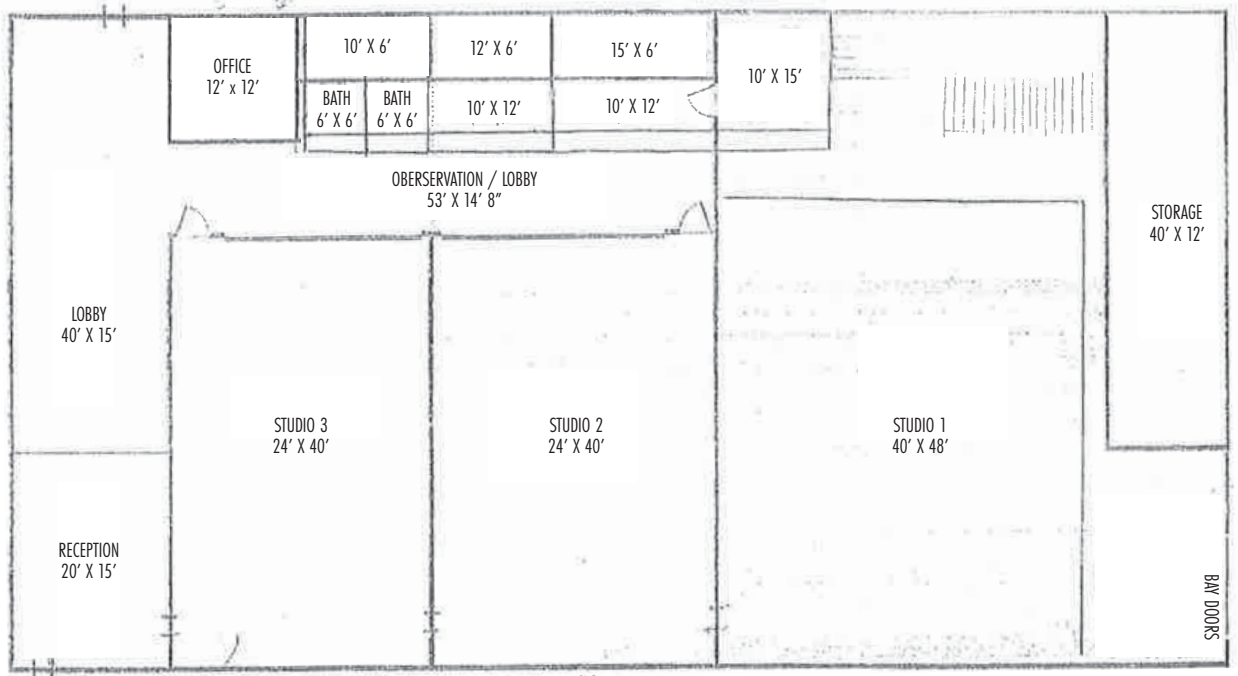 OFFICE
12’ x 12’
10’ X 6’
12’ X 6’
15’ X 6’
10’ X 15’
BATH
6’ X 6’
BATH
6’ X 6’
10’ X 12’
10’ X 12’
OBERSERVATION / LOBBY
53’ X 14’ 8”
STORAGE
40’ X 12’
LOBBY
40’ X 15’
STUDIO 3
24’ X 40’
STUDIO 2
24’ X 40’
STUDIO 1
40’ X 48’
RECEPTION
20’ X 15’
BAY DOORS